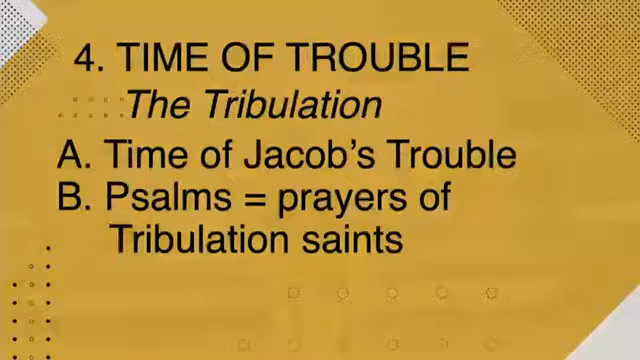 4. TIME OF TROUBLE
The Tribulation
A. Time of Jacob's Trouble
B. Psalms = prayers of
Tribulation saints